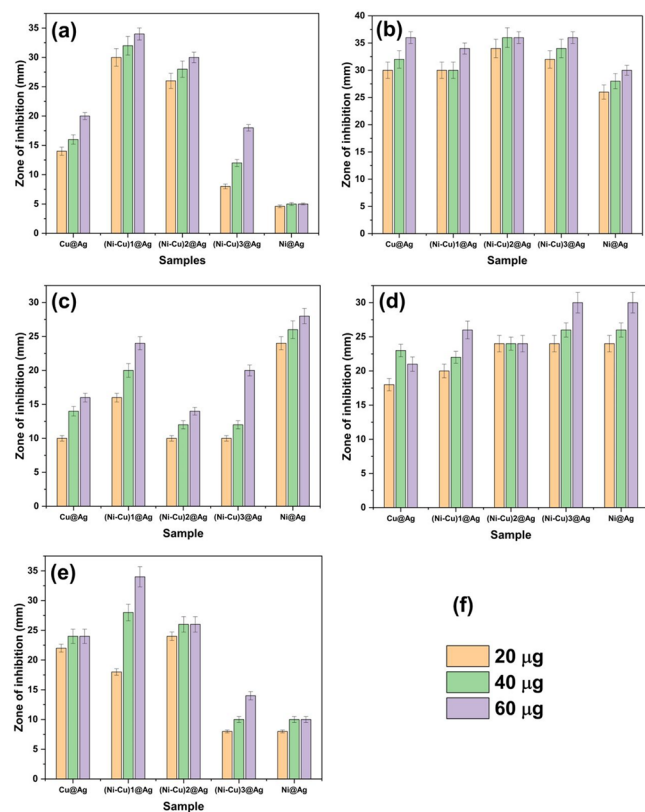 (a)
Zone of inhibition (mm)
35
30
25
20
15
10
5
0
Cu@Ag (Ni-Cu)1@Ag (Ni-Cu)2@Ag (Ni-Cu)3@Ag Ni@Ag
Samples
(b)
Zone of inhibition (mm)
40
35
30
25
20
15
10
5
0
Cu@Ag (Ni-Cu)1@Ag (Ni-Cu)2@Ag (Ni-Cu)3@Ag Ni@Ag
Sample
(c)
Zone of inhibition (mm)
30
25
20
15
10
5
0
Cu@Ag (Ni-Cu)1@Ag (Ni-Cu)2@Ag (Ni-Cu)3@Ag Ni@Ag
Sample
(d)
Zone of inhibition (mm)
30
25
20
15
10
5
0
Cu@Ag (Ni-Cu)1@Ag (Ni-Cu)2@Ag (Ni-Cu)3@Ag Ni@Ag
Sample
(e)
Zone of inhibition (mm)
35
30
25
20
15
10
5
0
Cu@Ag (Ni-Cu)1@Ag (Ni-Cu)2@Ag (Ni-Cu)3@Ag Ni@Ag
Sample
(f)
20 μg
40 μg
60 μg